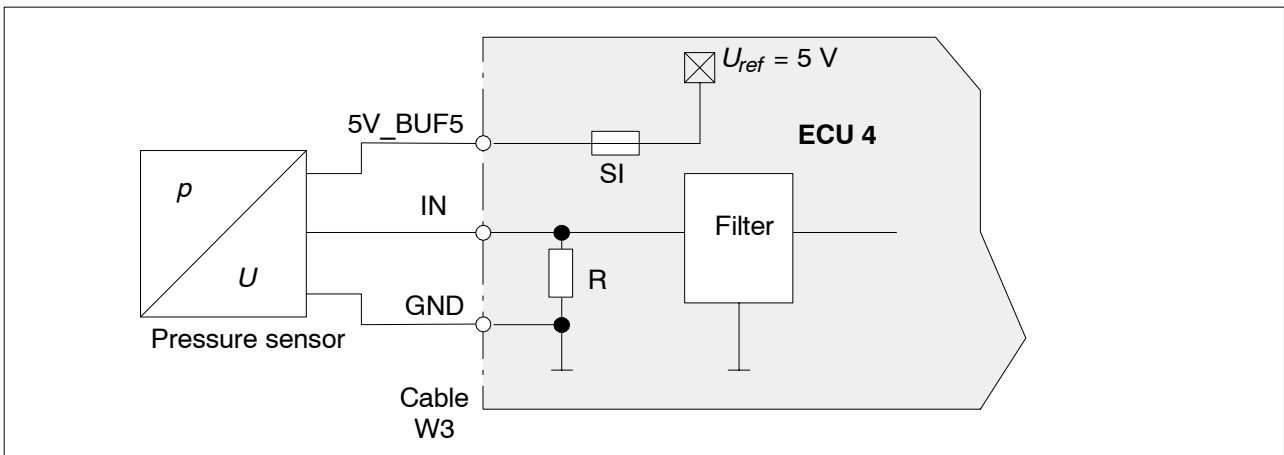 U_ref = 5 V
5V_BUF5
ECU 4
SI
p
IN
Filter
U
R
GND
Pressure sensor
Cable
W3